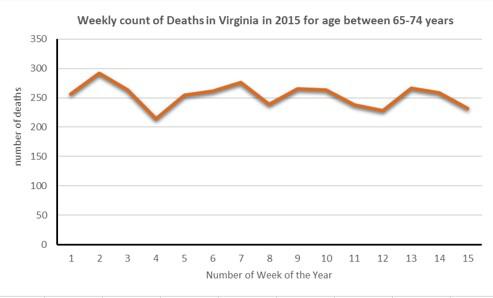 Weekly count of Deaths in Virginia in 2015 for age between 65-74 years
350
300
250
200
150
100
50
0
number of deaths
1 2 3 4 5 6 7 8 9 10 11 12 13 14 15
Number of Week of the Year